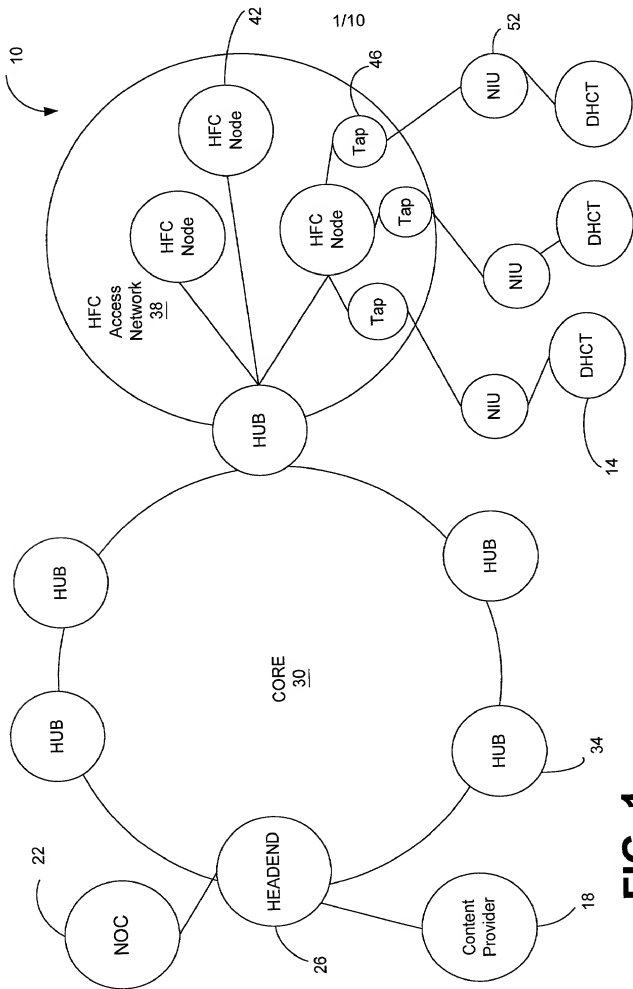 1/10
10
42
HFC
Node
HFC
Node
HFC
Access
Network
38
46
Tap
HFC
Node
Tap
Tap
52
NIU
DHCT
NIU
DHCT
NIU
DHCT
14
HUB
HUB
HUB
HUB
HUB
34
CORE
30
22
NOC
HEADEND
26
Content
Provider
18
FIG. 1